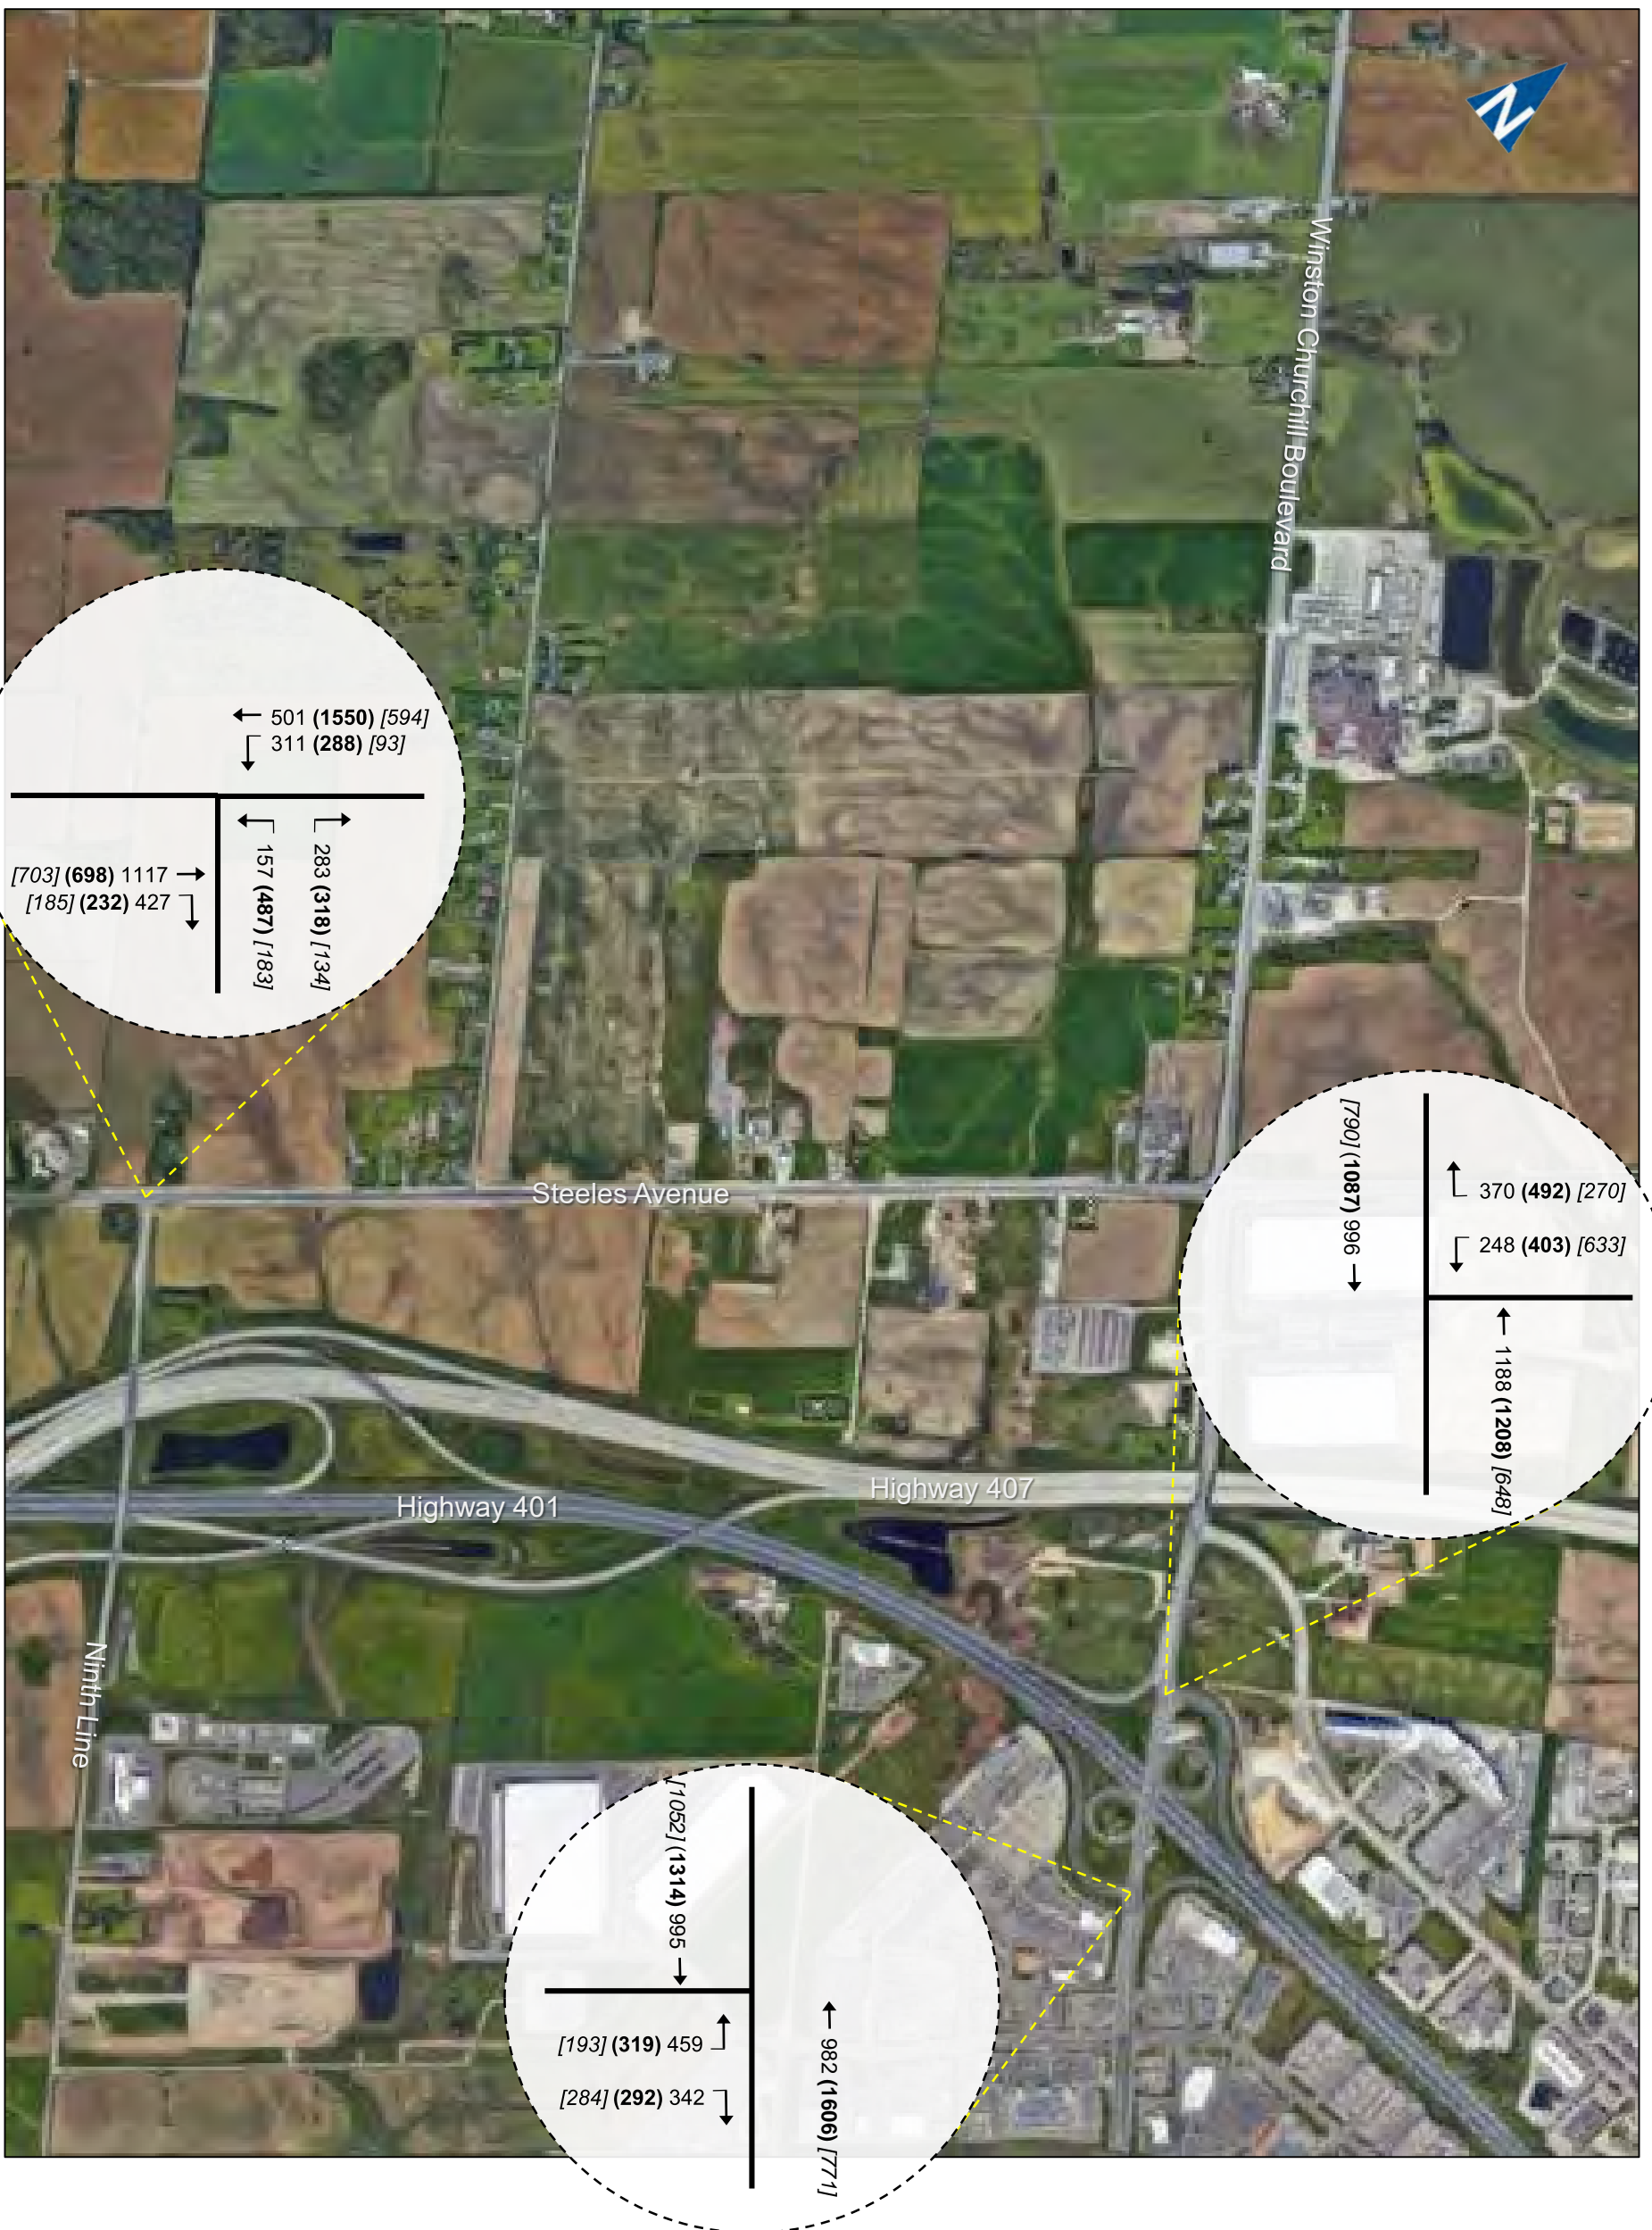 N
Winston Churchill Boulevard
501 (1550) [594]
311 (288) [93]
[703] (698) 1117
[185] (232) 427
157 (487) [183]
283 (318) [134]
[790] (1087) 996
370 (492) [270]
248 (403) [633]
1188 (1208) [648]
Steeles Avenue
Highway 407
Highway 401
Ninth Line
[1052] (1314) 995
[193] (319) 459
[284] (292) 342
982 (1606) [771]